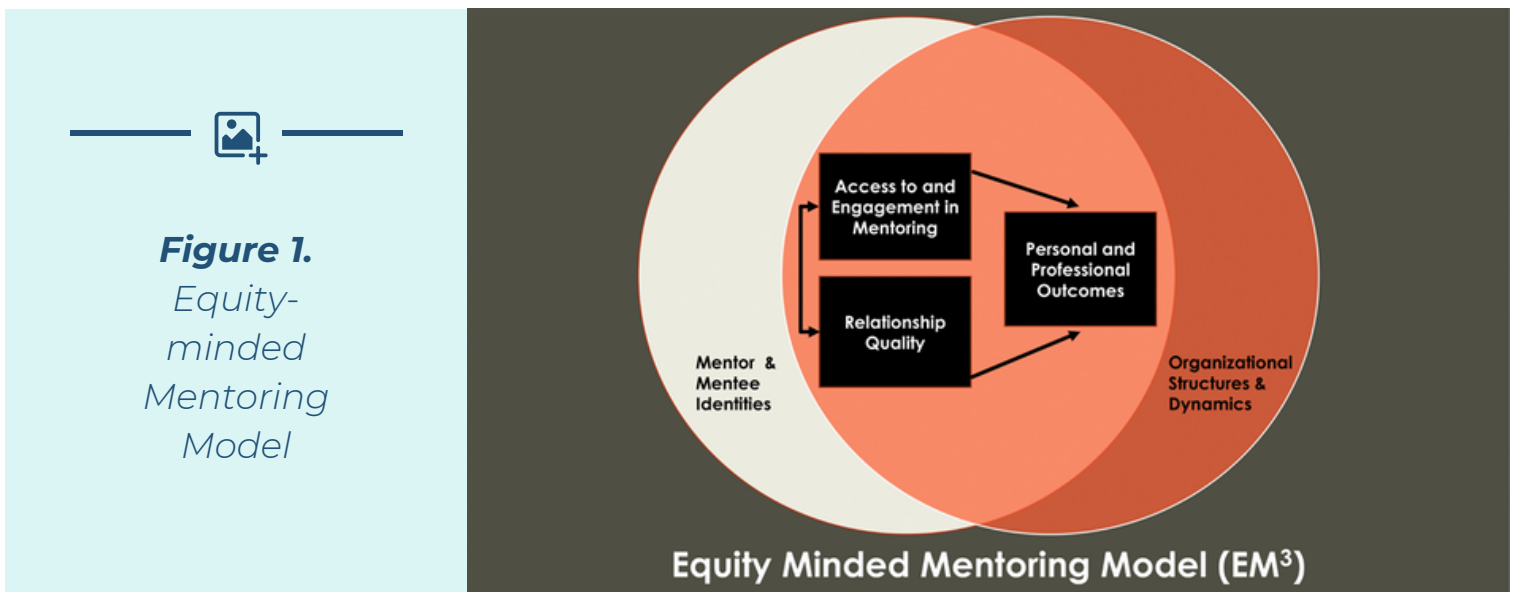 Figure 1.
Equity-
minded
Mentoring
Model
Access to and
Engagement in
Mentoring
Personal and
Professional
Outcomes
Relationship
Quality
Mentor &
Mentee
Identities
Organizational
Structures &
Dynamics
Equity Minded Mentoring Model (EM³)